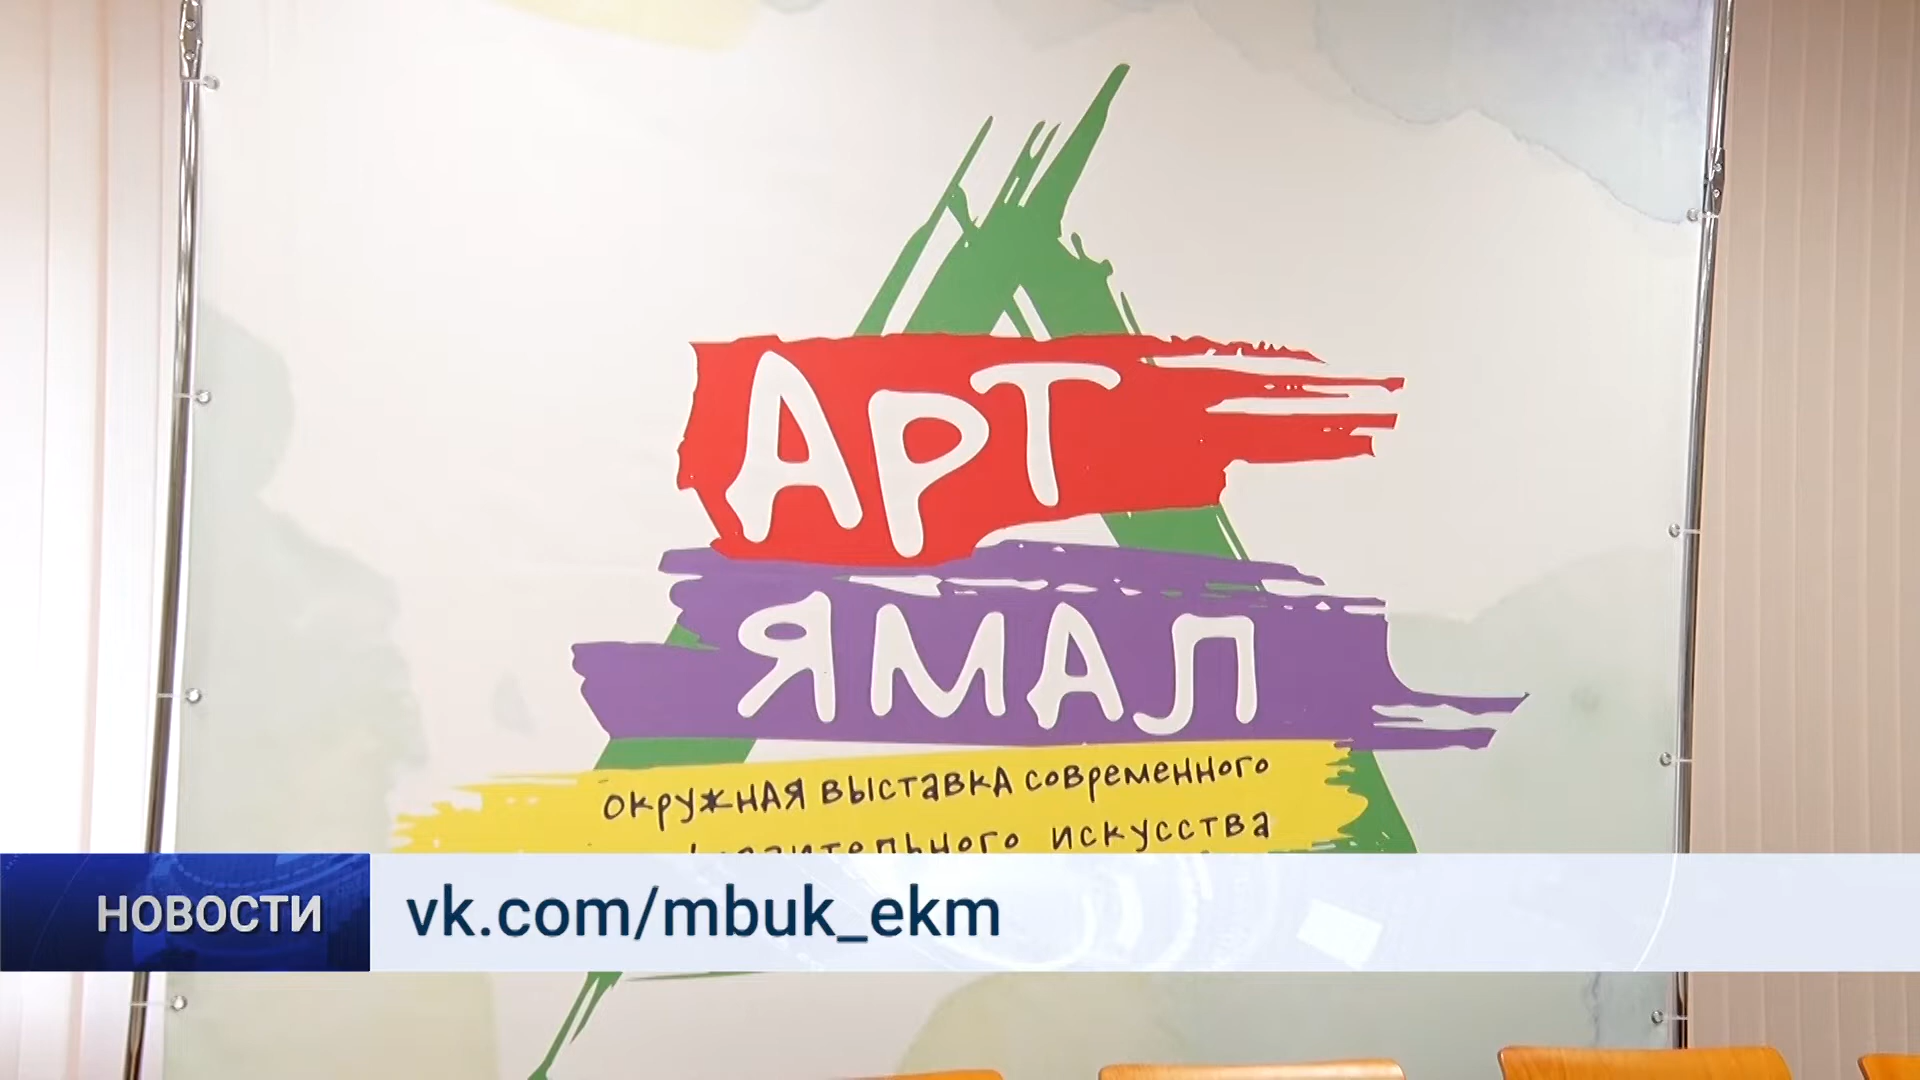 АРТ
ЯМАЛ
окружная выставка современного
искусства
НОВОСТИ
vk.com/mbuk_ekm